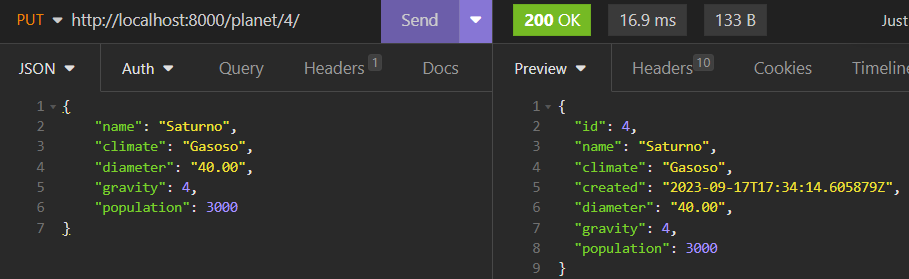 PUT http://localhost:8000/planet/4/ Send 200 OK 16.9 ms 133 B Just
JSON Auth Query Headers 1 Docs
1 {
2 "name": "Saturno",
3 "climate": "Gasoso",
4 "diameter": "40.00",
5 "gravity": 4,
6 "population": 3000
7 }
Preview Headers 10 Cookies Timeline
1 {
2 "id": 4,
3 "name": "Saturno",
4 "climate": "Gasoso",
5 "created": "2023-09-17T17:34:14.605879Z",
6 "diameter": "40.00",
7 "gravity": 4,
8 "population": 3000
9 }